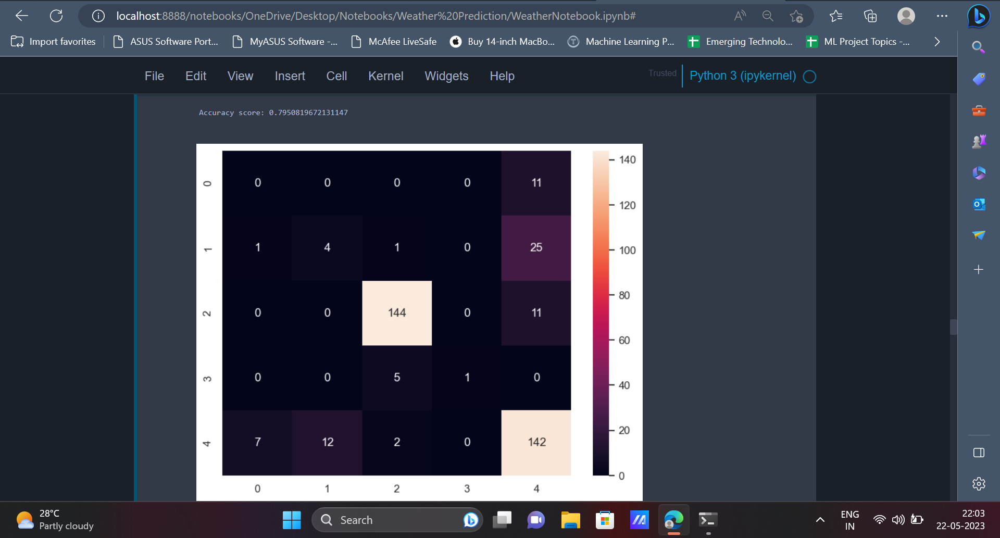 localhost:8888/notebooks/OneDrive/Desktop/Notebooks/Weather%20Prediction/WeatherNotebook.ipynb#
Import favorites ASUS Software Port... MyASUS Software -... McAfee LiveSafe Buy 14-inch MacBo... Machine Learning P... Emerging Technolo... ML Project Topics -...
File Edit View Insert Cell Kernel Widgets Help Trusted Python 3 (ipykernel)
Accuracy score: 0.7950819672131147
140
0 0 0 0 0 11
120
1 1 4 1 0 25
100
80
2 0 0 144 0 11
60
3 0 0 5 1 0
40
20
4 7 12 2 0 142
0
0 1 2 3 4
28°C
Partly cloudy
Search
ENG
IN
22:03
22-05-2023